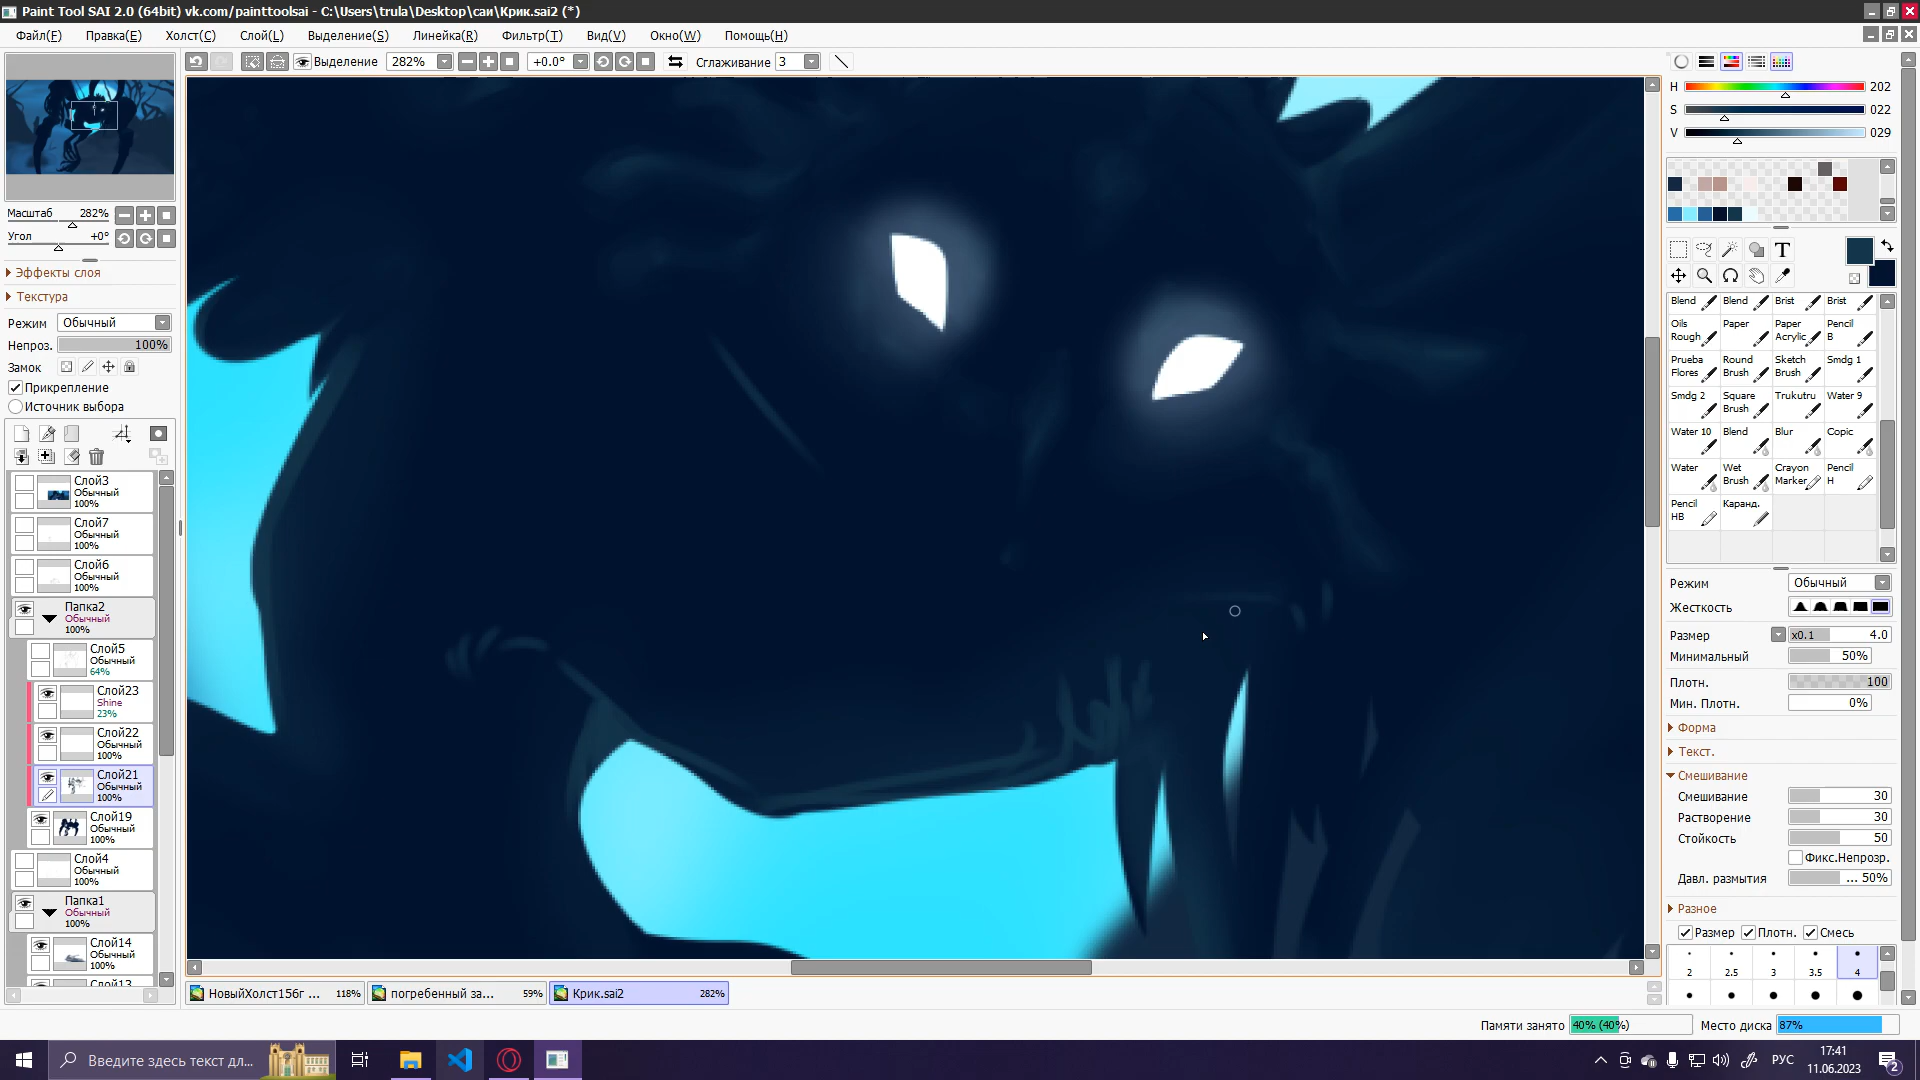 Paint Tool SAI 2.0 (64bit) vk.com/painttoolsai - C:\Users\trula\Desktop\саи\Крик.sai2 (*)
Файл(F) Правка(E) Холст(C) Слой(L) Выделение(S) Линейка(R) Фильтр(T) Вид(V) Окно(W) Помощь(H)
Выделение 282% +0.0° Сглаживание 3
Масштаб 282%
Угол +0°
Эффекты слоя
Текстура
Режим Обычный
Непроз. 100%
Замок
Прикрепление
Источник выбора
Слой3
Обычный
100%
Слой7
Обычный
100%
Слой6
Обычный
100%
Папка2
Обычный
100%
Слой5
Обычный
64%
Слой23
Shine
23%
Слой22
Обычный
100%
Слой21
Обычный
100%
Слой19
Обычный
100%
Слой4
Обычный
100%
Папка1
Обычный
100%
Слой14
Обычный
100%
Слой13
H 202
S 022
V 029
T
Blend Blend Brist Brist
Oils Rough Paper Paper Acrylic Pencil B
Prueba Flores Round Brush Sketch Brush Smdg 1
Smdg 2 Square Brush Trukutru Water 9
Water 10 Blend Blur Copic
Water Wet Brush Crayon Marker Pencil H
Pencil HB Каранд.
Режим Обычный
Жесткость
Размер x0.1 4.0
Минимальный 50%
Плотн. 100
Мин. Плотн. 0%
Форма
Текст.
Смешивание
Смешивание 30
Растворение 30
Стойкость 50
Фикс.Непрозр.
Давл. размытия ... 50%
Разное
Размер Плотн. Смесь
2 2.5 3 3.5 4
НовыйХолст156г ... 118% погребенный за... 59% Крик.sai2 282%
Памяти занято 40% (40%) Место диска 87%
Введите здесь текст дл...
РУС
17:41
11.06.2023
2